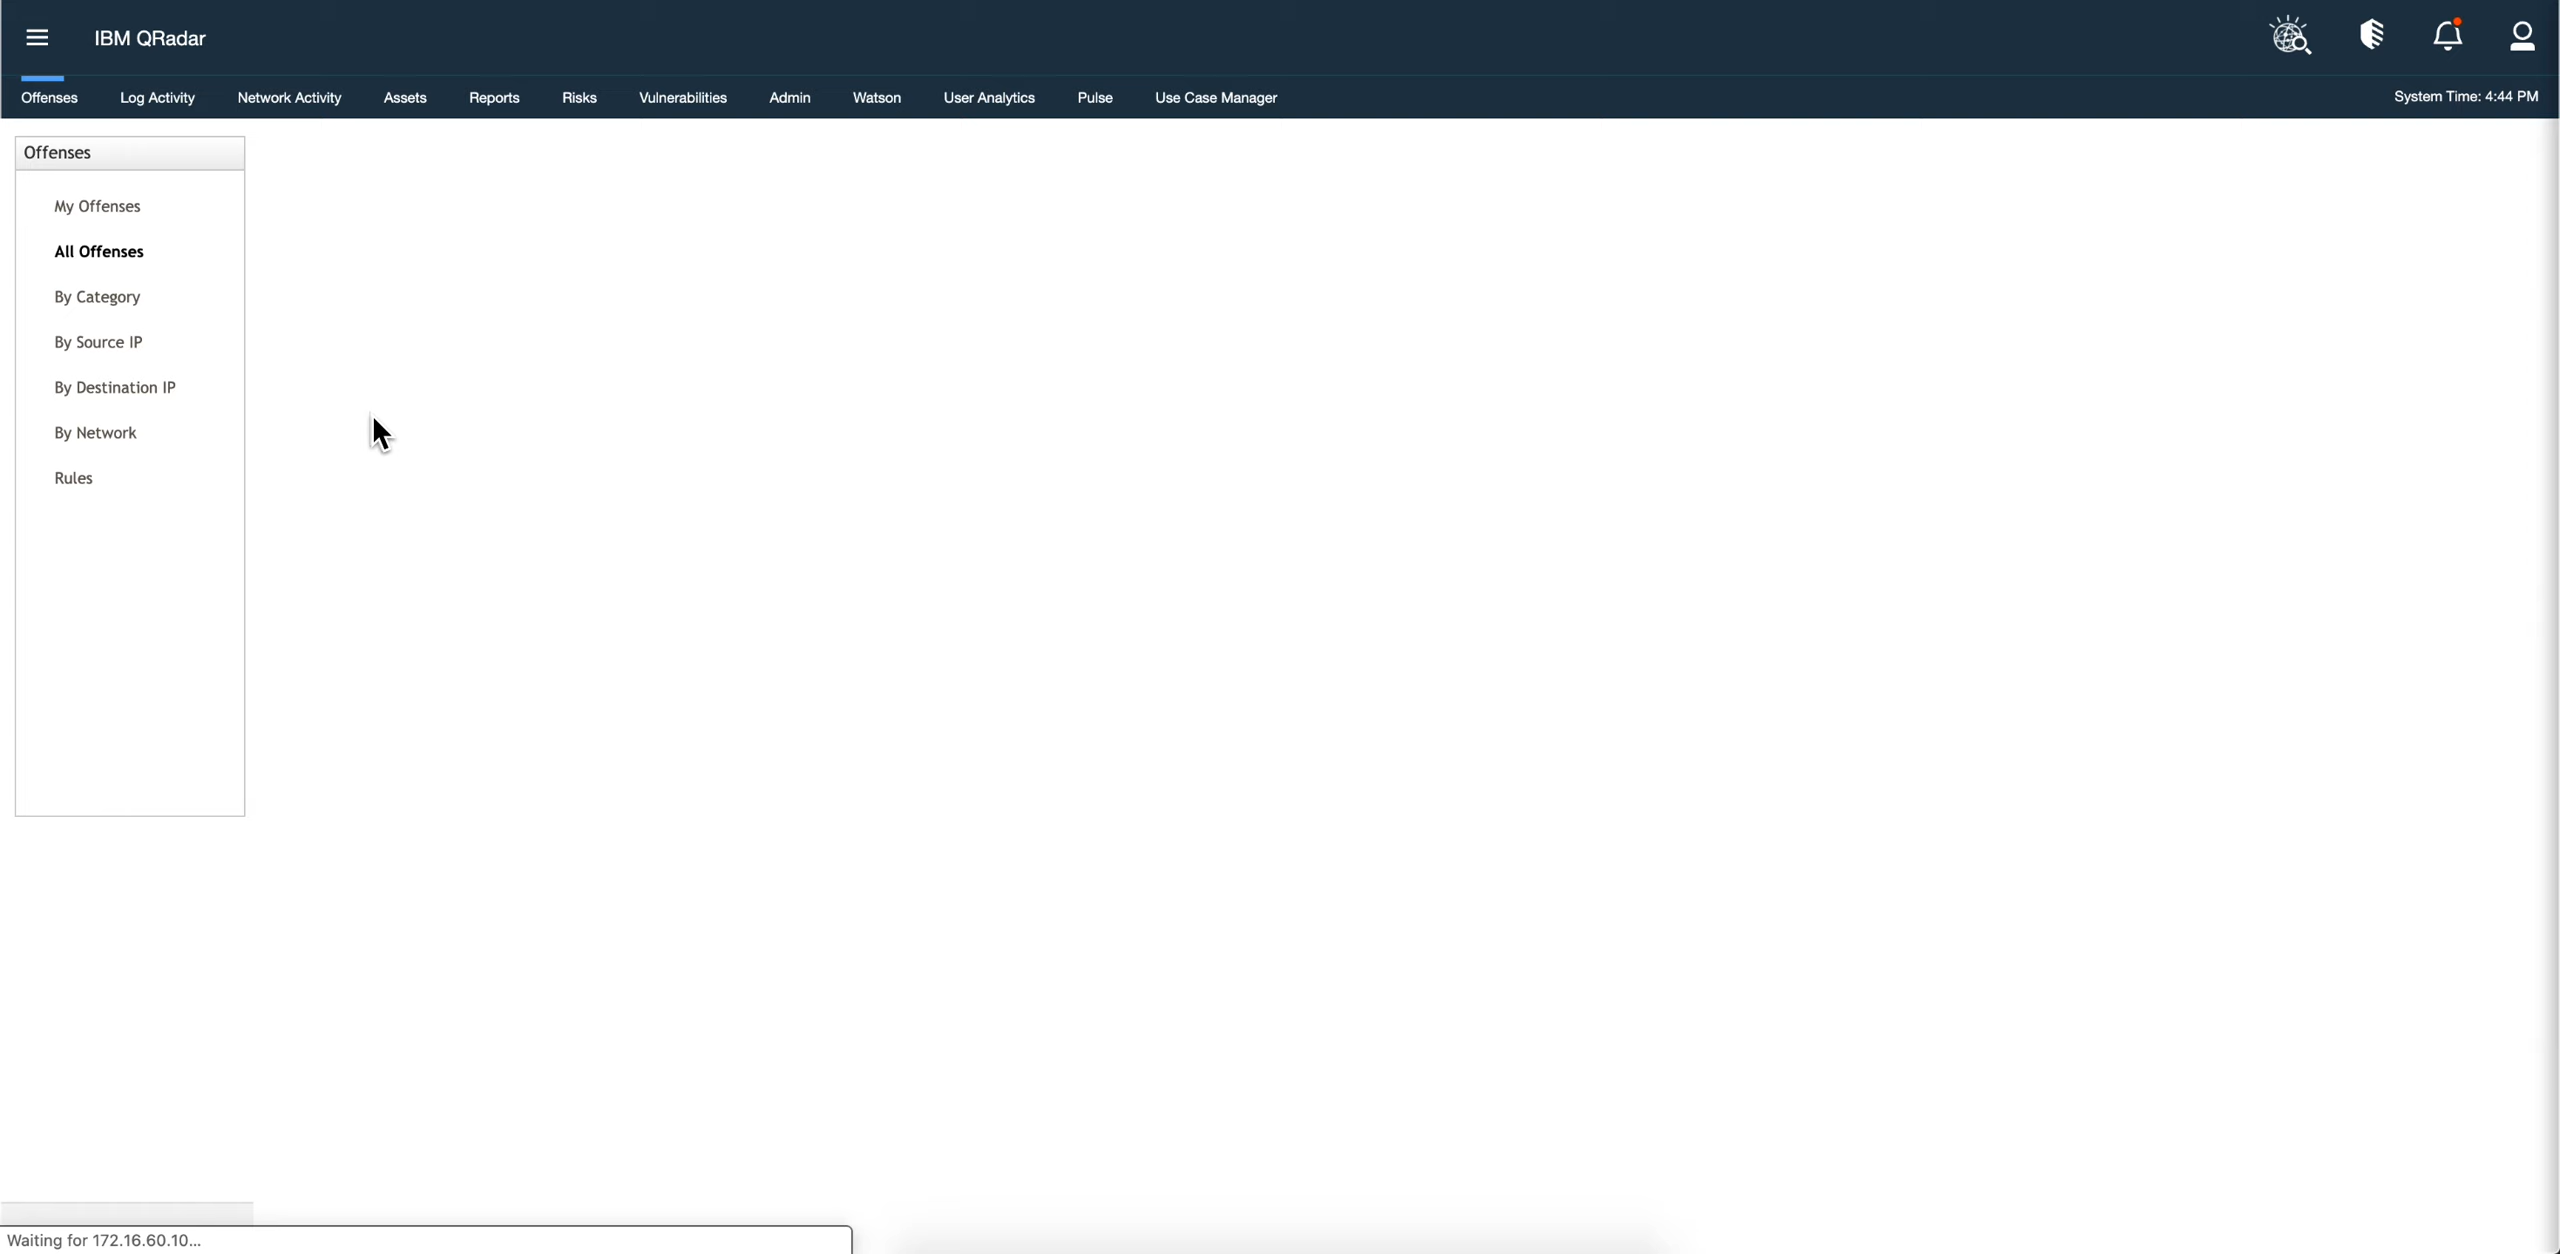 IBM QRadar
Offenses Log Activity Network Activity Assets Reports Risks Vulnerabilities Admin Watson User Analytics Pulse Use Case Manager System Time: 4:44 PM
Offenses
My Offenses
All Offenses
By Category
By Source IP
By Destination IP
By Network
Rules
Waiting for 172.16.60.10...